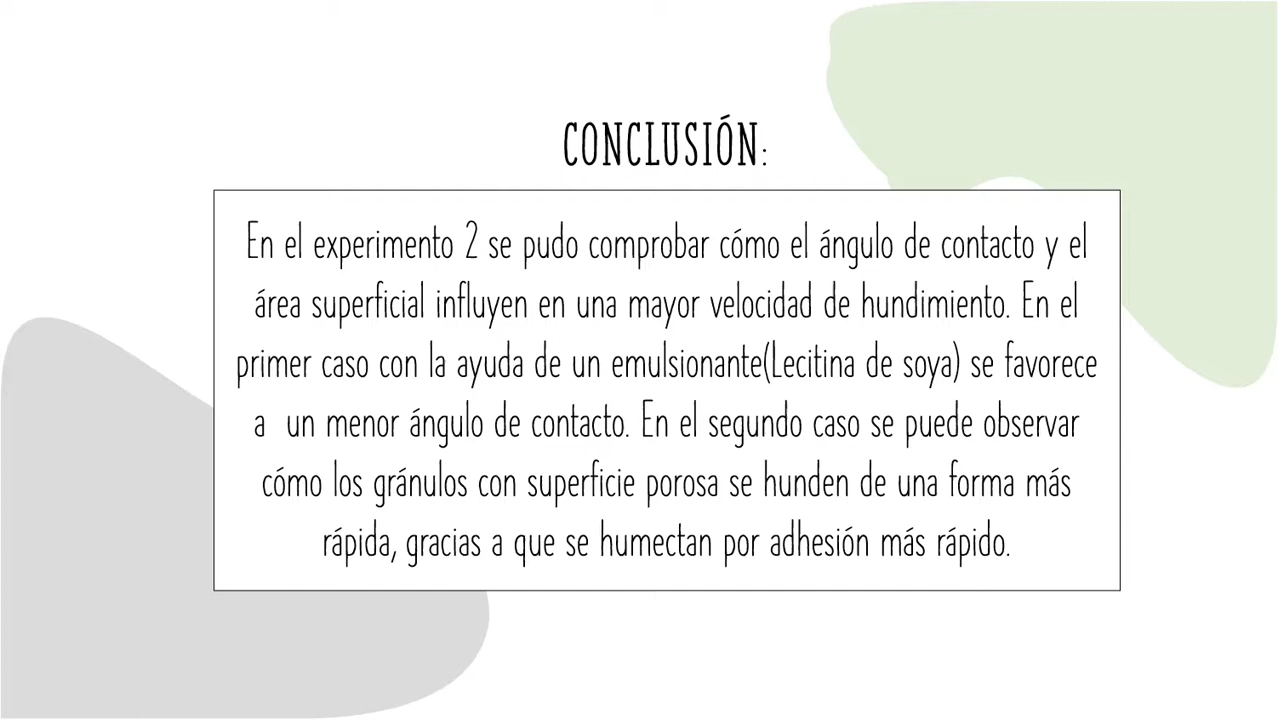 CONCLUSIÓN:
En el experimento 2 se pudo comprobar cómo el ángulo de contacto y el
área superficial influyen en una mayor velocidad de hundimiento. En el
primer caso con la ayuda de un emulsionante(Lecitina de soya) se favorece
a  un menor ángulo de contacto. En el segundo caso se puede observar
cómo los gránulos con superficie porosa se hunden de una forma más
rápida, gracias a que se humectan por adhesión más rápido.